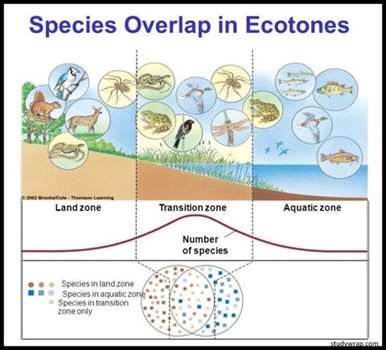 Species Overlap in Ecotones
© 2003 Brooks/Cole - Thomson Learning
Land zone
Transition zone
Aquatic zone
Number
of species
Species in land zone
Species in aquatic zone
Species in transition
zone only
studywrap.com